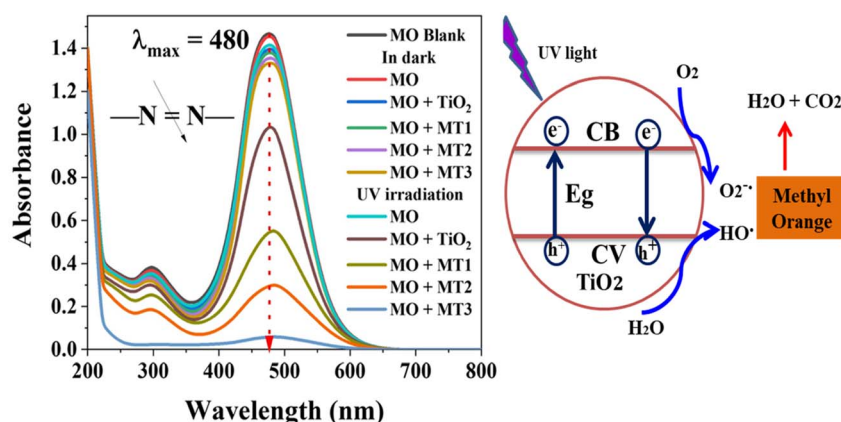 λmax = 480
—N = N—
MO Blank
In dark
MO
MO + TiO2
MO + MT1
MO + MT2
MO + MT3
UV irradiation
MO
MO + TiO2
MO + MT1
MO + MT2
MO + MT3
Absorbance
1.4
1.2
1.0
0.8
0.6
0.4
0.2
0.0
200 300 400 500 600 700 800
Wavelength (nm)
UV light
O2
H2O + CO2
e- CB e-
Eg
O2-•
Methyl
Orange
HO•
h+ CV h+
TiO2
H2O